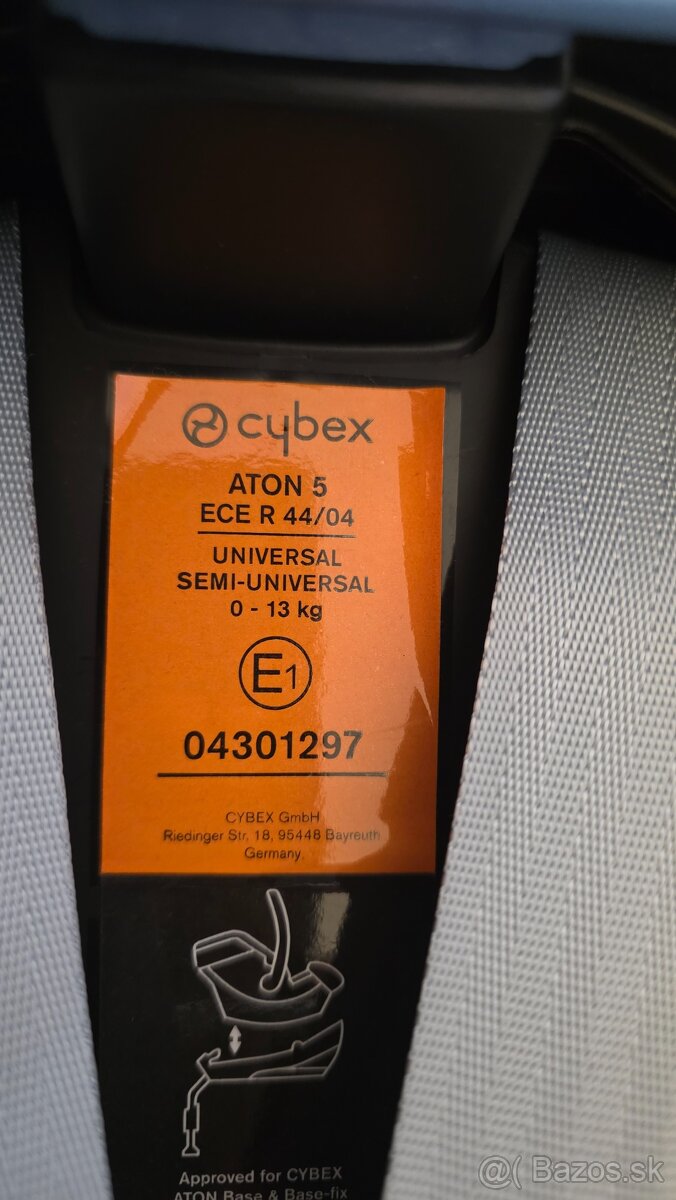 cybex
ATON 5
ECE R 44/04
UNIVERSAL
SEMI-UNIVERSAL
0 - 13 kg
E1
04301297
CYBEX GmbH
Riedinger Str. 18, 95448 Bayreuth
Germany
Approved for CYBEX
ATON Base & Base-fix
@( Bazos.sk